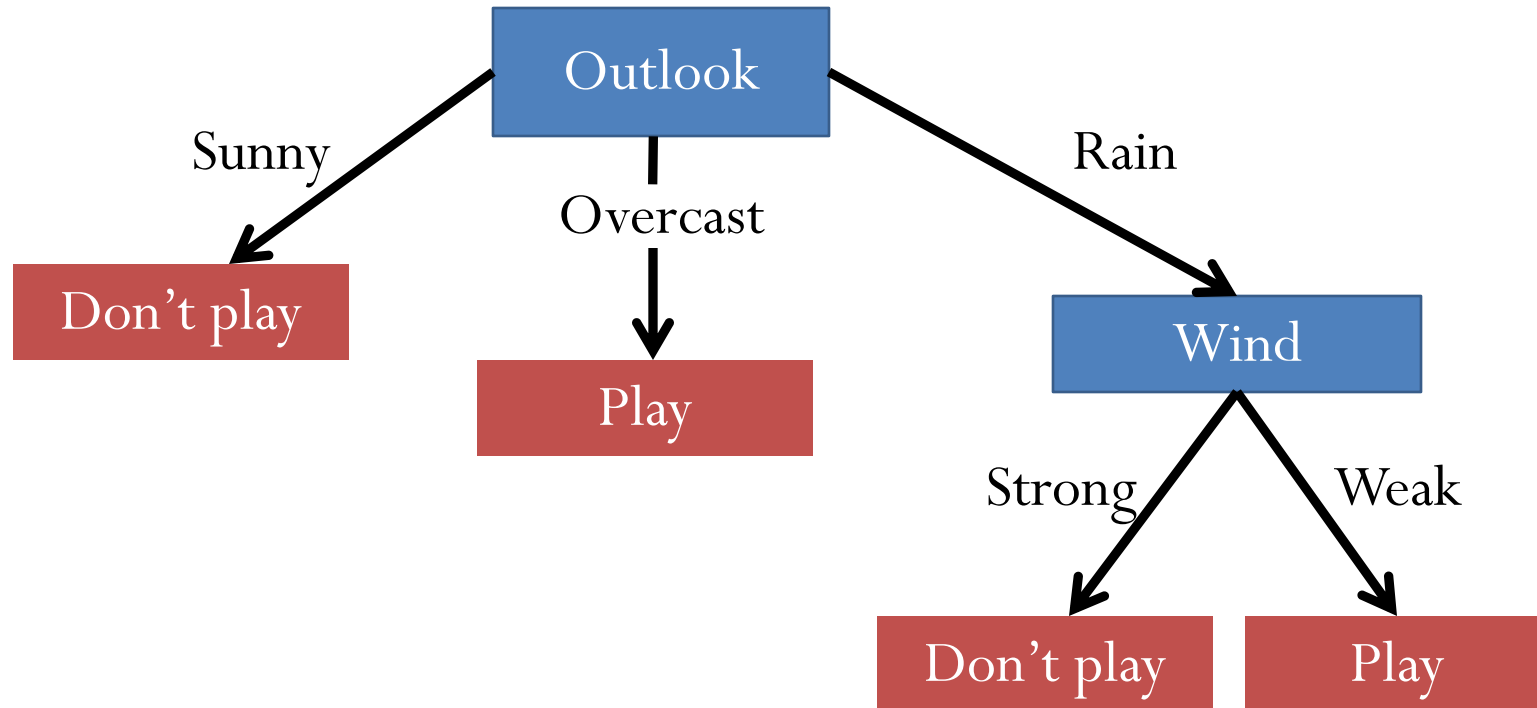 Outlook
Sunny
Rain
Overcast
Don’t play
Wind
Play
Strong
Weak
Don’t play
Play